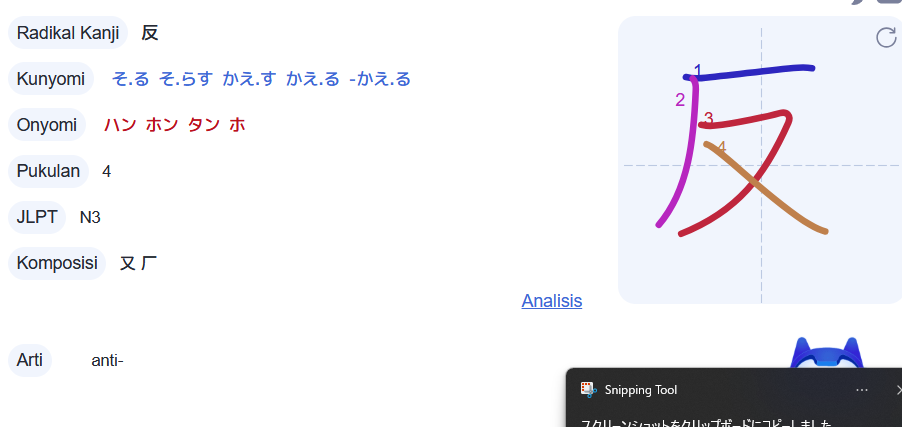 Radikal Kanji 反
Kunyomi そ.る そ.らす かえ.す かえ.る -かえ.る
Onyomi ハン ホン タン ホ
Pukulan 4
JLPT N3
Komposisi 又 厂
Analisis
Arti anti-
1
2
3
4
Snipping Tool
スクリーンショットをクリップボードにコピーしました